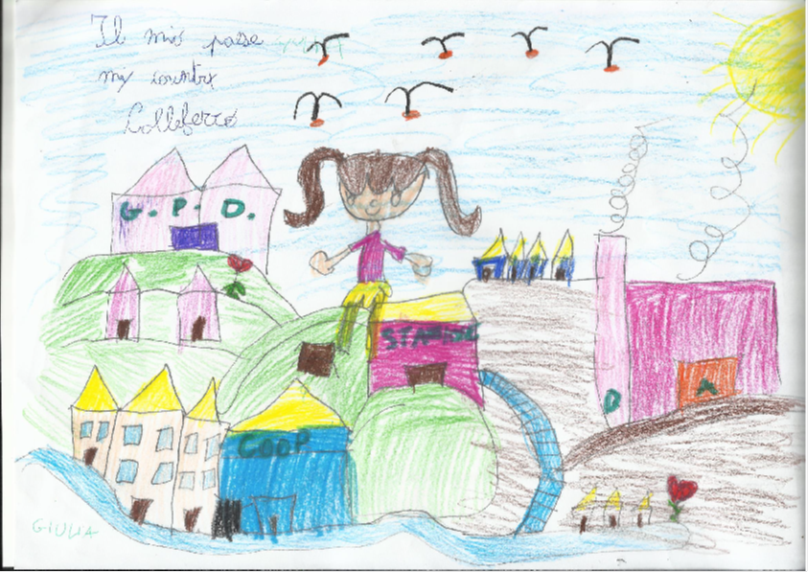 Il mio paese
my country
Colleferro
G. P. D.
COOP
D
A
GIULIA